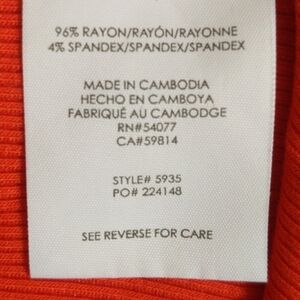 96% RAYON/RAYÓN/RAYONNE
4% SPANDEX/SPANDEX/SPANDEX
MADE IN CAMBODIA
HECHO EN CAMBOYA
FABRIQUÉ AU CAMBODGE
RN#54077
CA#59814
STYLE# 5935
PO# 224148
SEE REVERSE FOR CARE